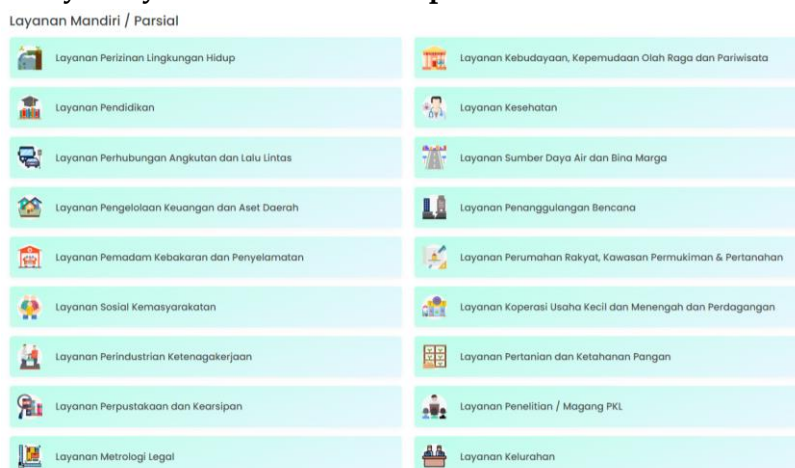 Layanan Mandiri / Parsial
Layanan Perizinan Lingkungan Hidup
Layanan Kebudayaan, Kepemudaan Olah Raga dan Pariwisata
Layanan Pendidikan
Layanan Kesehatan
Layanan Perhubungan Angkutan dan Lalu Lintas
Layanan Sumber Daya Air dan Bina Marga
Layanan Pengelolaan Keuangan dan Aset Daerah
Layanan Penanggulangan Bencana
Layanan Pemadam Kebakaran dan Penyelamatan
Layanan Perumahan Rakyat, Kawasan Permukiman & Pertanahan
Layanan Sosial Kemasyarakatan
Layanan Koperasi Usaha Kecil dan Menengah dan Perdagangan
Layanan Perindustrian Ketenagakerjaan
Layanan Pertanian dan Ketahanan Pangan
Layanan Perpustakaan dan Kearsipan
Layanan Penelitian / Magang PKL
Layanan Metrologi Legal
Layanan Kelurahan